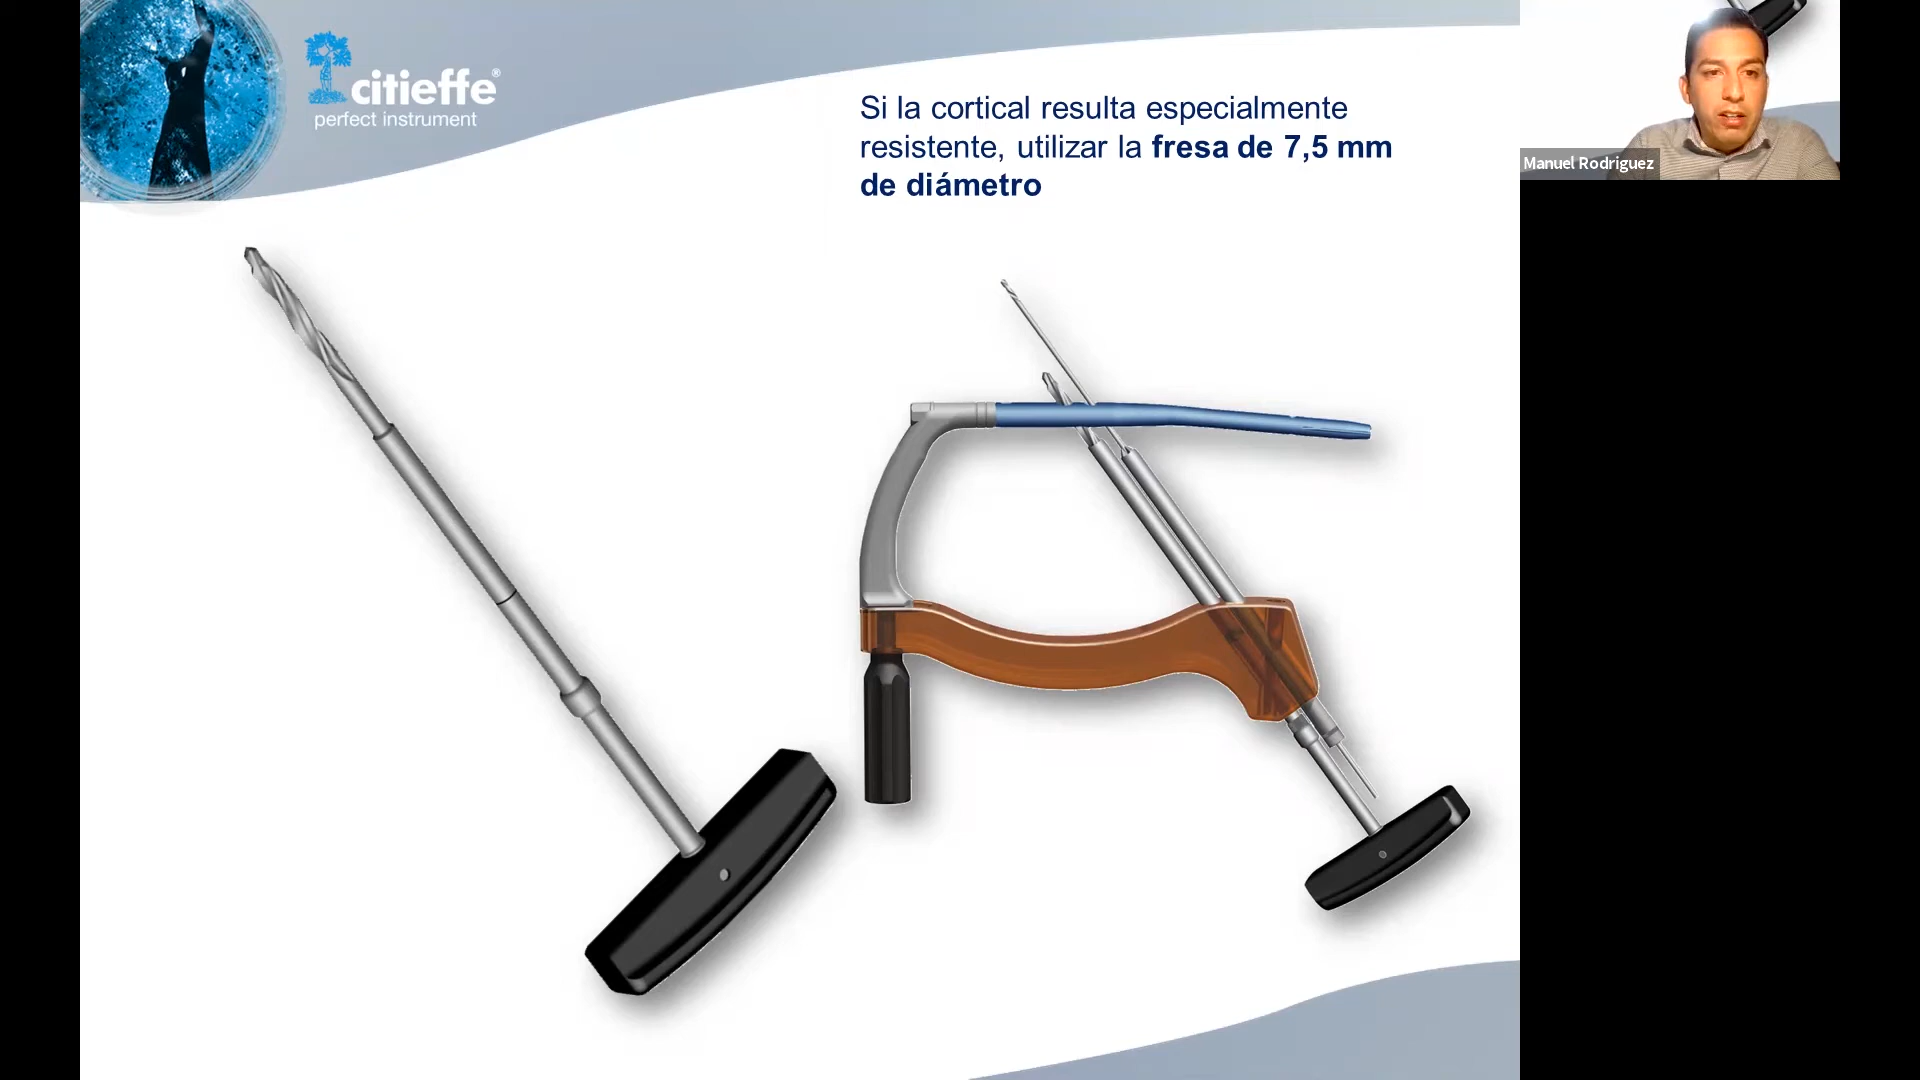 citieffe®
perfect instrument
Si la cortical resulta especialmente
resistente, utilizar la fresa de 7,5 mm
de diámetro
Manuel Rodriguez